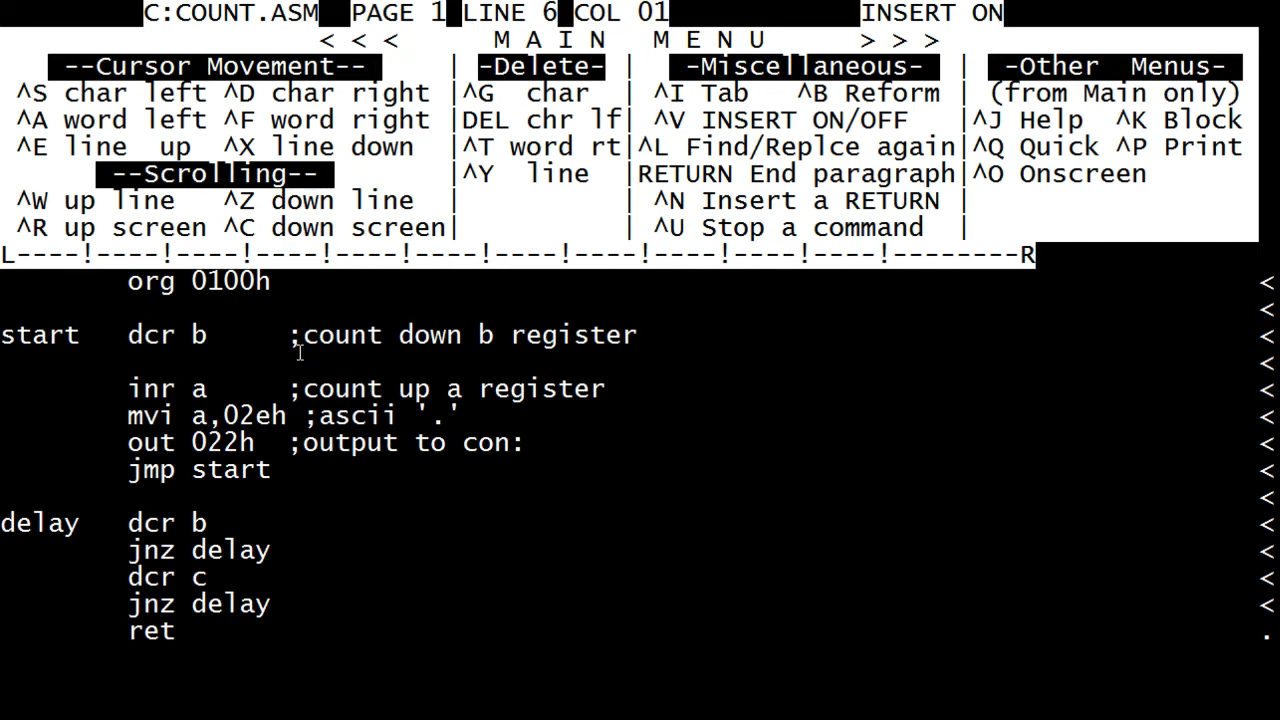 C:COUNT.ASM PAGE 1 LINE 6 COL 01 INSERT ON
< < < M A I N M E N U > > >
--Cursor Movement-- | -Delete- | -Miscellaneous- | -Other Menus-
^S char left ^D char right |^G char | ^I Tab ^B Reform | (from Main only)
^A word left ^F word right |DEL chr lf| ^V INSERT ON/OFF |^J Help ^K Block
^E line up ^X line down |^T word rt|^L Find/Replce again|^Q Quick ^P Print
--Scrolling-- |^Y line |RETURN End paragraph|^O Onscreen
^W up line ^Z down line | | ^N Insert a RETURN |
^R up screen ^C down screen| | ^U Stop a command |
L----!----!----!----!----!----!----!----!----!----!----!--------R
org 0100h <
<
start dcr b ;count down b register <
<
inr a ;count up a register <
mvi a,02eh ;ascii '.' <
out 022h ;output to con: <
jmp start <
<
delay dcr b <
jnz delay <
dcr c <
jnz delay <
ret .